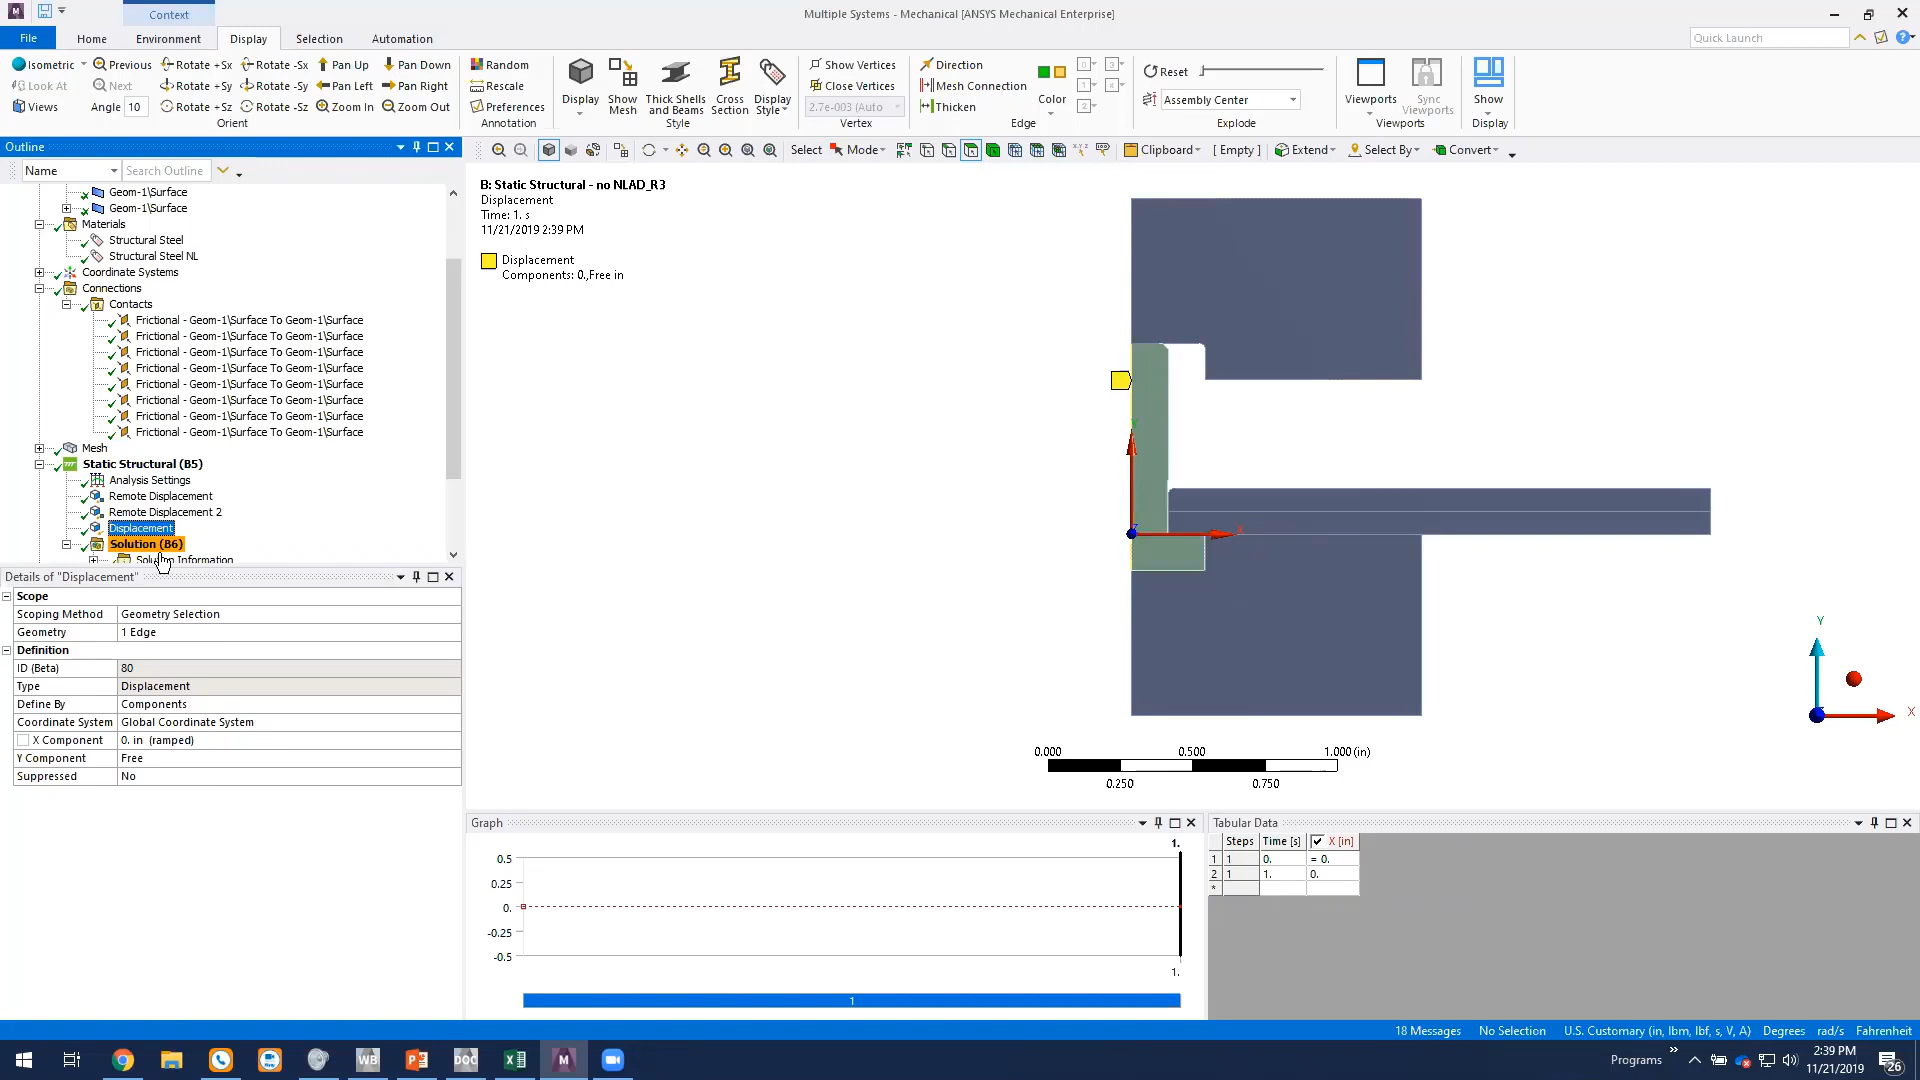 Context
Multiple Systems - Mechanical [ANSYS Mechanical Enterprise]
File
Home
Environment
Display
Selection
Automation
Quick Launch
Isometric
Previous
Rotate +Sx
Rotate -Sx
Pan Up
Pan Down
Look At
Next
Rotate +Sy
Rotate -Sy
Pan Left
Pan Right
Views
Angle 10
Rotate +Sz
Rotate -Sz
Zoom In
Zoom Out
Orient
Random
Rescale
Preferences
Annotation
Display
Show Mesh
Thick Shells and Beams
Cross Section
Display Style
Style
Show Vertices
Close Vertices
2.7e-003 (Auto
Vertex
Direction
Mesh Connection
Thicken
Color
Edge
Reset
Assembly Center
Explode
Viewports
Sync Viewports
Viewports
Show
Display
Outline
Name
Search Outline
Select
Mode
Clipboard
[ Empty ]
Extend
Select By
Convert
Geom-1\Surface
Geom-1\Surface
Materials
Structural Steel
Structural Steel NL
Coordinate Systems
Connections
Contacts
Frictional - Geom-1\Surface To Geom-1\Surface
Frictional - Geom-1\Surface To Geom-1\Surface
Frictional - Geom-1\Surface To Geom-1\Surface
Frictional - Geom-1\Surface To Geom-1\Surface
Frictional - Geom-1\Surface To Geom-1\Surface
Frictional - Geom-1\Surface To Geom-1\Surface
Frictional - Geom-1\Surface To Geom-1\Surface
Frictional - Geom-1\Surface To Geom-1\Surface
Mesh
Static Structural (B5)
Analysis Settings
Remote Displacement
Remote Displacement 2
Displacement
Solution (B6)
Solution Information
Details of "Displacement"
Scope
Scoping Method Geometry Selection
Geometry 1 Edge
Definition
ID (Beta) 80
Type Displacement
Define By Components
Coordinate System Global Coordinate System
X Component 0. in (ramped)
Y Component Free
Suppressed No
B: Static Structural - no NLAD_R3
Displacement
Time: 1. s
11/21/2019 2:39 PM
Displacement
Components: 0.,Free in
Y
X
Z
Y
X
0.000 0.500 1.000 (in)
0.250 0.750
Graph
1.
0.5
0.25
0.
-0.25
-0.5
1.
1
Tabular Data
Steps Time [s] X [in]
1 1 0. = 0.
2 1 1. 0.
*
18 Messages
No Selection
U.S. Customary (in, lbm, lbf, s, V, A)
Degrees
rad/s
Fahrenheit
WB
DOC
M
Programs
2:39 PM
11/21/2019
26